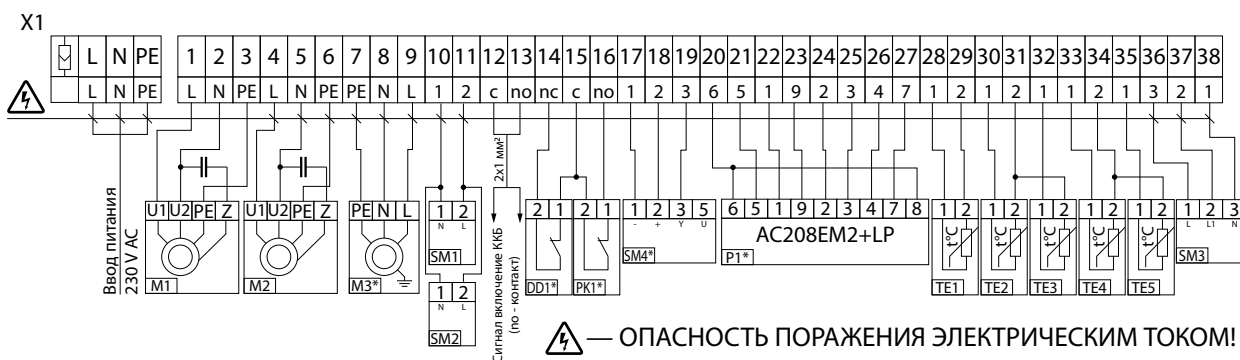 X1
L N PE 1 2 3 4 5 6 7 8 9 10 11 12 13 14 15 16 17 18 19 20 21 22 23 24 25 26 27 28 29 30 31 32 33 34 35 36 37 38
L N PE L N PE L N PE PE N L 1 2 c no nc c no 1 2 3 6 5 1 9 2 3 4 7 1 2 1 2 1 1 2 1 3 2 1
Ввод питания
230 V AC
2x1 мм²
U1 U2 PE Z
M1
U1 U2 PE Z
M2
PE N L
M3*
1 2
N L
SM1
1 2
N L
SM2
Сигнал включение ККБ
(no - контакт)
2 1
DD1*
2 1
PK1*
1 2 3 5
- + Y U
SM4*
6 5 1 9 2 3 4 7 8
AC208EM2+LP
P1*
1 2
t°C
TE1
1 2
t°C
TE2
1 2
t°C
TE3
1 2
t°C
TE4
1 2
t°C
TE5
1 2 3
L L1 N
SM3
— ОПАСНОСТЬ ПОРАЖЕНИЯ ЭЛЕКТРИЧЕСКИМ ТОКОМ!